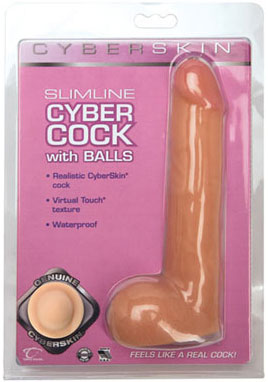 CYBERSKIN
SLIMLINE
CYBER
COCK
with BALLS
• Realistic CyberSkin®
cock
• Virtual Touch®
texture
• Waterproof
GENUINE
CYBERSKIN
FEELS LIKE A REAL COCK!